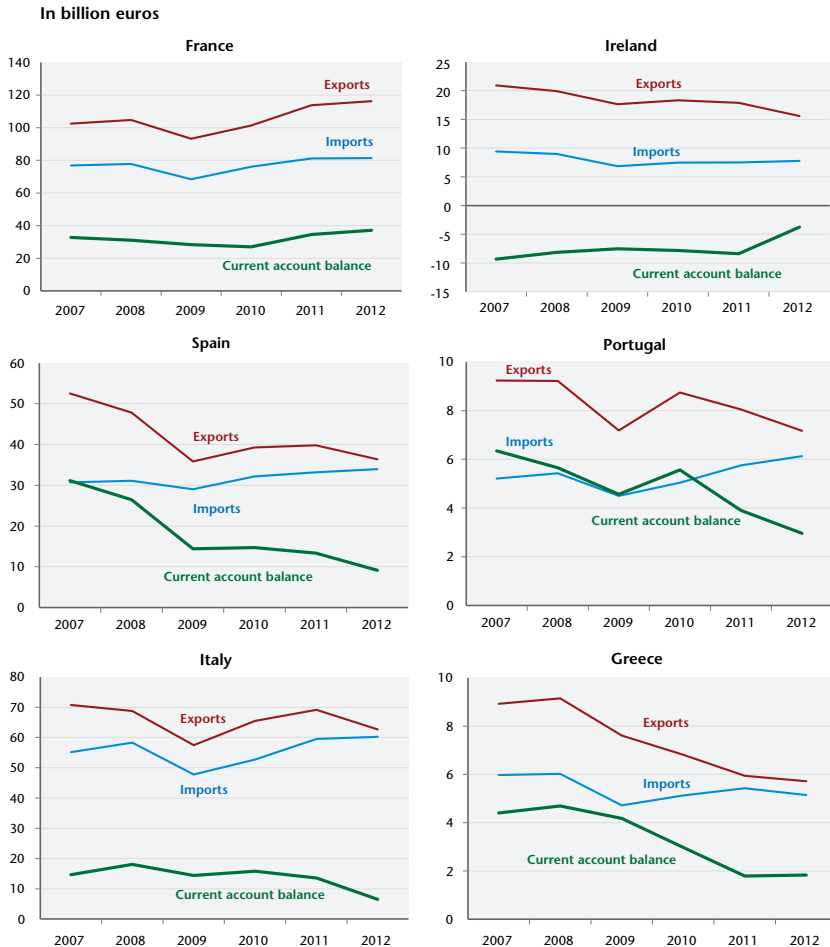 In billion euros
France
140
120
100
80
60
40
20
0
Exports
Imports
Current account balance
2007 2008 2009 2010 2011 2012
Ireland
25
20
15
10
5
0
-5
-10
-15
Exports
Imports
Current account balance
2007 2008 2009 2010 2011 2012
Spain
60
50
40
30
20
10
0
Exports
Imports
Current account balance
2007 2008 2009 2010 2011 2012
Portugal
10
8
6
4
2
0
Exports
Imports
Current account balance
2007 2008 2009 2010 2011 2012
Italy
80
70
60
50
40
30
20
10
0
Exports
Imports
Current account balance
2007 2008 2009 2010 2011 2012
Greece
10
8
6
4
2
0
Exports
Imports
Current account balance
2007 2008 2009 2010 2011 2012